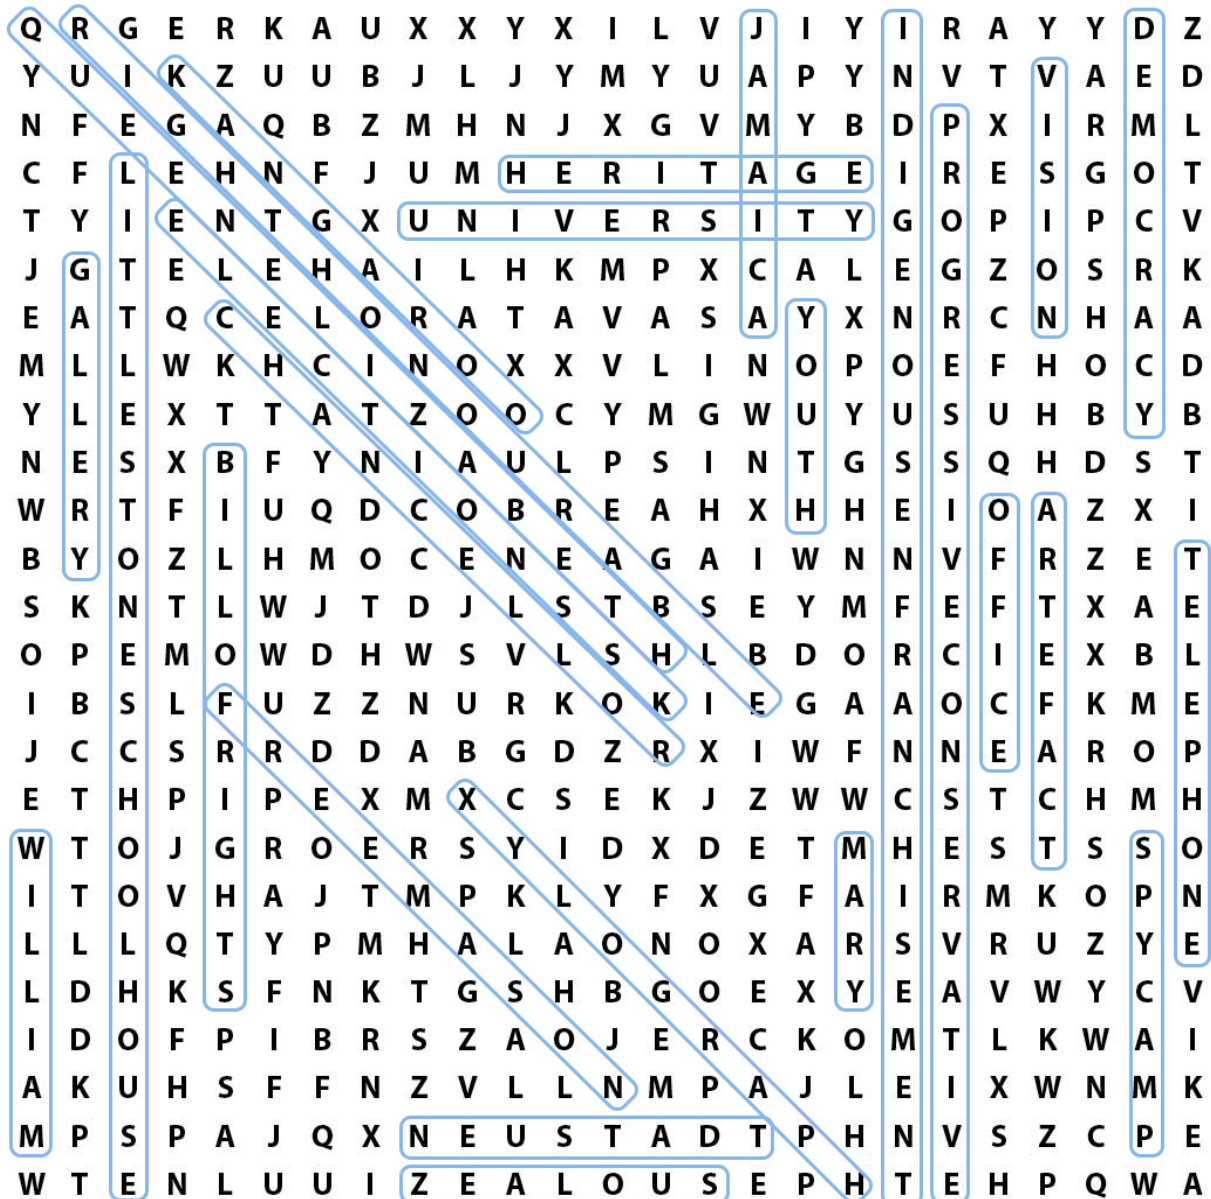 Q R G E R K A U X X Y X I L V J I Y I R A Y Y D Z
Y U I K Z U U B J L J Y M Y U A P Y N V T V A E D
N F E G A Q B Z M H N J X G V M Y B D P X I R M L
C F L E H N F J U M H E R I T A G E I R E S G O T
T Y I E N T G X U N I V E R S I T Y G O P I P C V
J G T E L E H A I L H K M P X C A L E G Z O S R K
E A T Q C E L O R A T A V A S A Y X N R C N H A A
M L L W K H C I N O X X V L I N O P O E F H O C D
Y L E X T T A T Z O O C Y M G W U Y U S U H B Y B
N E S X B F Y N I A U L P S I N T G S S Q H D S T
W R T F I U Q D C O B R E A H X H H E I O A Z X I
B Y O Z L H M O C E N E A G A I W N N V F R Z E T
S K N T L W J T D J L S T B S E Y M F E F T X A E
O P E M O W D H W S V L S H L B D O R C I E X B L
I B S L F U Z Z N U R K O K I E G A A O C F K M E
J C C S R R D D A B G D Z R X I W F N N E A R O P
E T H P I P E X M X C S E K J Z W W C S T C H M H
W T O J G R O E R S Y I D X D E T M H E S T S S O
I T O V H A J T M P K L Y F X G F A I R M K O P N
L L L Q T Y P M H A L A O N O X A R S V R U Z Y E
L D H K S F N K T G S H B G O E X Y E A V W Y C V
I D O F P I B R S Z A O J E R C K O M T L K W A I
A K U H S F F N Z V L L N M P A J L E I X W N M K
M P S P A J Q X N E U S T A D T P H N V S Z C P E
W T E N L U U I Z E A L O U S E P H T E H P Q W A